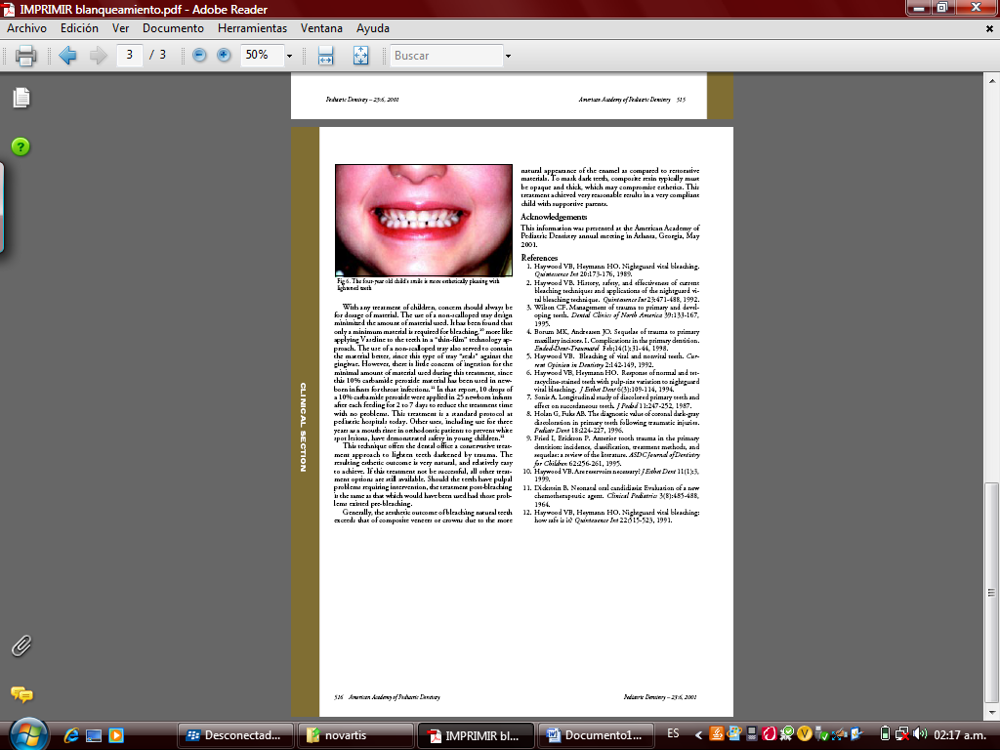 IMPRIMIR blanqueamiento.pdf - Adobe Reader
Archivo Edición Ver Documento Herramientas Ventana Ayuda
3 / 3 50% Buscar
Pediatric Dentistry – 23:6, 2001
American Academy of Pediatric Dentistry 515
CLINICAL SECTION
Fig 6. The four-year old child's smile is more esthetically pleasing with
lightened teeth
With any treatment of children, concern should always be
for dosage of material. The use of a non-scalloped tray design
minimized the amount of material used. It has been found that
only a minimum material is required for bleaching,10 more like
applying Vaseline to the teeth in a "thin-film" technology ap-
proach. The use of a non-scalloped tray also served to contain
the material better, since this type of tray "seals" against the
gingivae. However, there is little concern of ingestion for the
minimal amount of material used during this treatment, since
this 10% carbamide peroxide material has been used in new-
born infants for throat infections.11 In that report, 10 drops of
a 10% carbamide peroxide were applied in 25 newborn infants
after each feeding for 2 to 7 days to reduce the treatment time
with no problems. This treatment is a standard protocol at
pediatric hospitals today. Other uses, including use for three
years as a mouth rinse in orthodontic patients to prevent white
spot lesions, have demonstrated safety in young children.12
This technique offers the dental office a conservative treat-
ment approach to lighten teeth darkened by trauma. The
resulting esthetic outcome is very natural, and relatively easy
to achieve. If this treatment not be successful, all other treat-
ment options are still available. Should the teeth have pulpal
problems requiring intervention, the treatment post-bleaching
is the same as that which would have been used had those prob-
lems existed pre-bleaching.
Generally, the aesthetic outcome of bleaching natural teeth
exceeds that of composite veneers or crowns due to the more
natural appearance of the enamel as compared to restorative
materials. To mask dark teeth, composite resin typically must
be opaque and thick, which may compromise esthetics. This
treatment achieved very reasonable results in a very compliant
child with supportive parents.
Acknowledgements
This information was presented at the American Academy of
Pediatric Dentistry annual meeting in Atlanta, Georgia, May
2001.
References
1. Haywood VB, Heymann HO. Nightguard vital bleaching.
Quintessence Int 20:173-176, 1989.
2. Haywood VB. History, safety, and effectiveness of current
bleaching techniques and applications of the nightguard vi-
tal bleaching technique. Quintessence Int 23:471-488, 1992.
3. Wilson CF. Management of trauma to primary and devel-
oping teeth. Dental Clinics of North America 39:133-167,
1995.
4. Borum MK, Andreasen JO. Sequelae of trauma to primary
maxillary incisors. I. Complications in the primary dentition.
Endod-Dent-Traumatol Feb;14(1):31-44, 1998.
5. Haywood VB. Bleaching of vital and nonvital teeth. Cur-
rent Opinion in Dentistry 2:142-149, 1992.
6. Haywood VB, Heymann HO. Response of normal and tet-
racycline-stained teeth with pulp-size variation to nightguard
vital bleaching. J Esthet Dent 6(3):109-114, 1994.
7. Sonis A. Longitudinal study of discolored primary teeth and
effect on succedaneous teeth. J Pedod 11:247-252, 1987.
8. Holan G, Fuks AB. The diagnostic value of coronal dark-gray
discoloration in primary teeth following traumatic injuries.
Pediatr Dent 18:224-227, 1996.
9. Fried I, Erickson P. Anterior tooth trauma in the primary
dentition: incidence, classification, treatment methods, and
sequelae: a review of the literature. ASDC Journal of Dentistry
for Children 62:256-261, 1995.
10. Haywood VB. Are reservoirs necessary? J Esthet Dent 11(1):3,
1999.
11. Dickstein B. Neonatal oral candidiasis: Evaluation of a new
chemotherapeutic agent. Clinical Pediatrics 3(8):485-488,
1964.
12. Haywood VB, Heymann HO. Nightguard vital bleaching:
how safe is it? Quintessence Int 22:515-523, 1991.
516 American Academy of Pediatric Dentistry
Pediatric Dentistry – 23:6, 2001
Desconectad... novartis IMPRIMIR bl... Documento1... ES 02:17 a.m.